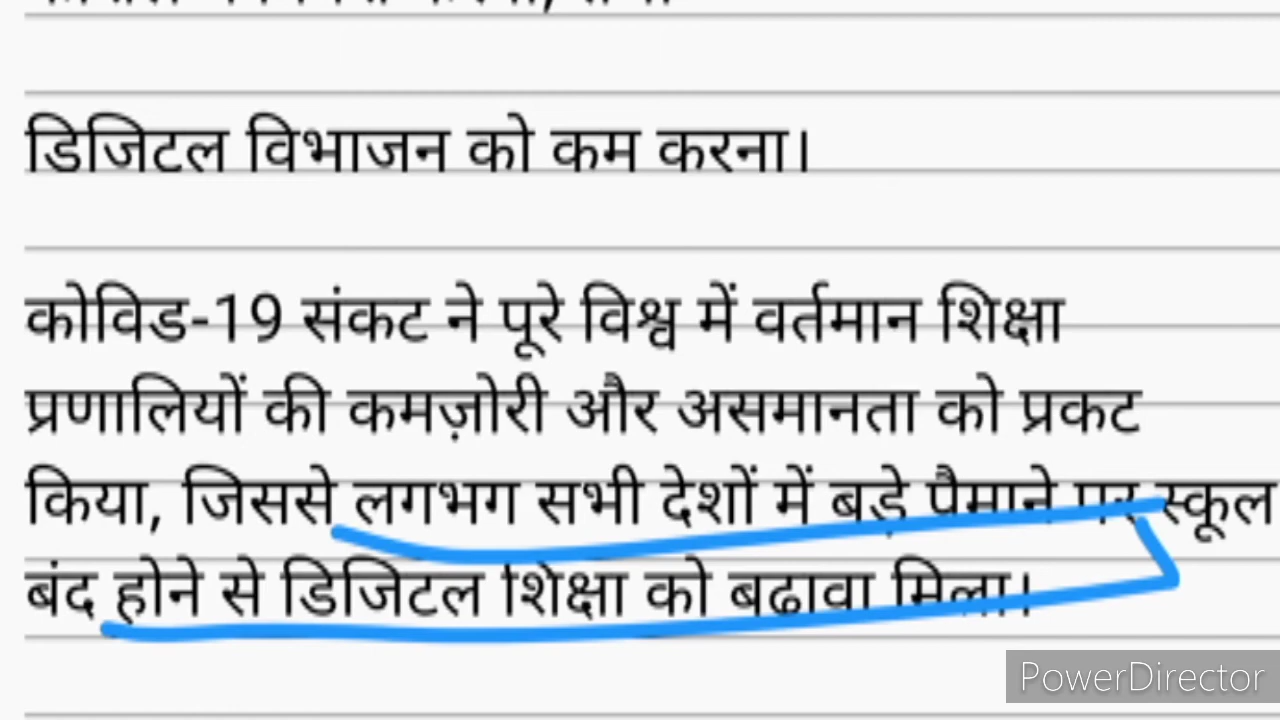 डिजिटल विभाजन को कम करना।
कोविड-19 संकट ने पूरे विश्व में वर्तमान शिक्षा
प्रणालियों की कमज़ोरी और असमानता को प्रकट
किया, जिससे लगभग सभी देशों में बड़े पैमाने पर स्कूल
बंद होने से डिजिटल शिक्षा को बढ़ावा मिला।
PowerDirector